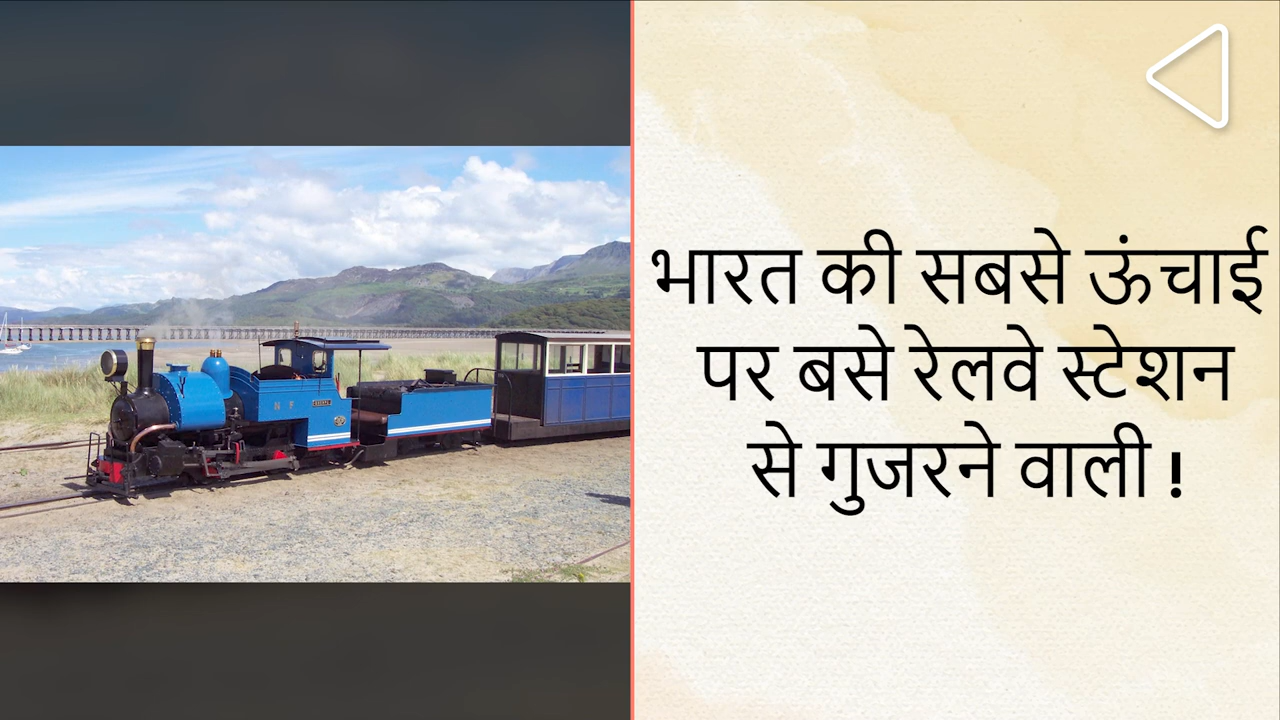 भारत की सबसे ऊंचाई
पर बसे रेलवे स्टेशन
से गुजरने वाली !
N F